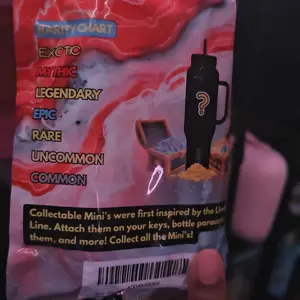 RARITY CHART
EXOTIC
MYTHIC
LEGENDARY
EPIC
RARE
UNCOMMON
COMMON
?
Collectable Mini's were first inspired by the
Line. Attach them on your keys, bottle
them, and more! Collect all the Mini's!